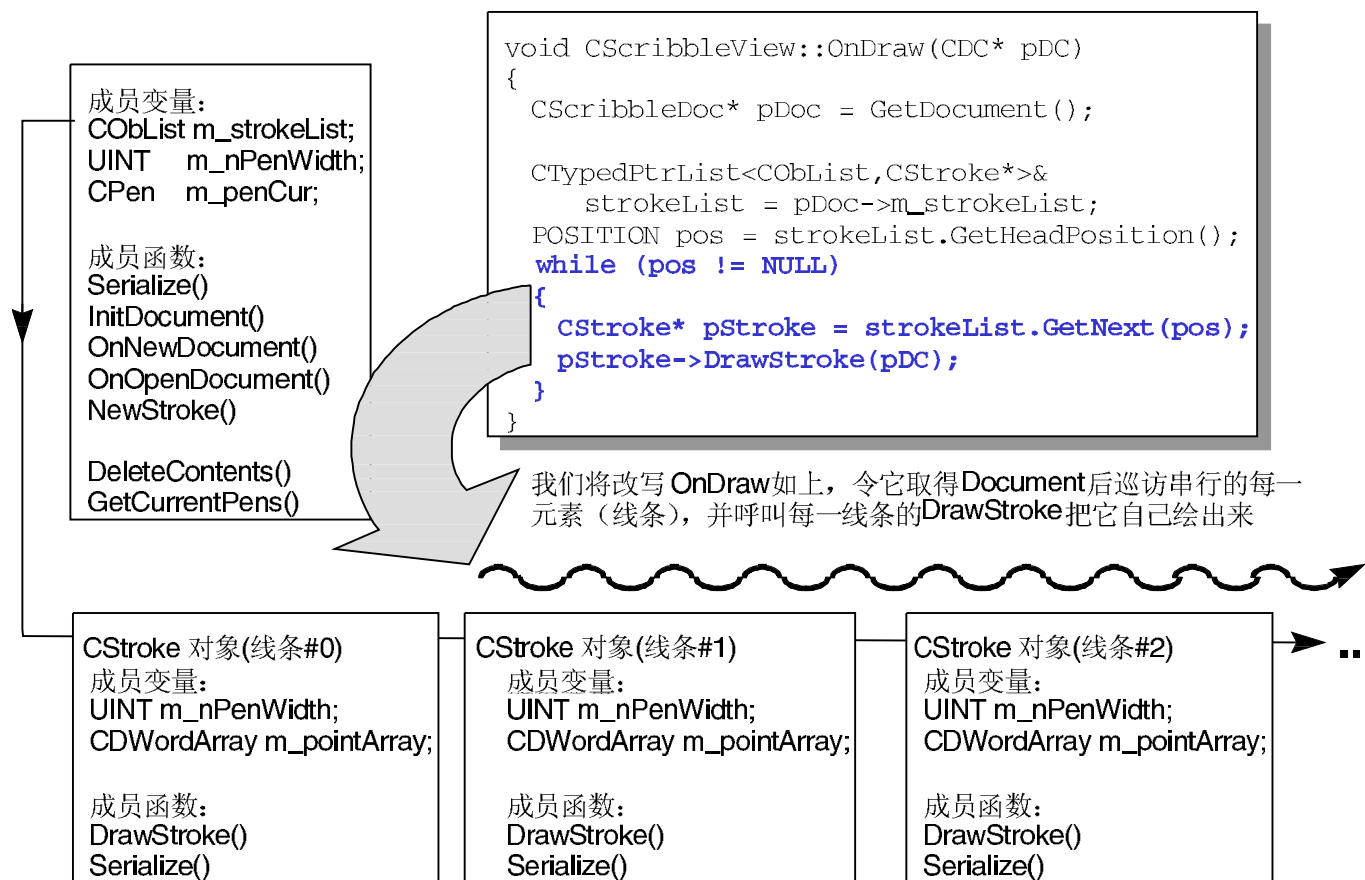 成员变量：
CObList m_strokeList;
UINT m_nPenWidth;
CPen m_penCur;
成员函数：
Serialize()
InitDocument()
OnNewDocument()
OnOpenDocument()
NewStroke()
DeleteContents()
GetCurrentPens()
void CScribbleView::OnDraw(CDC* pDC)
{
CScribbleDoc* pDoc = GetDocument();
CTypedPtrList<CObList,CStroke*>&
strokeList = pDoc->m_strokeList;
POSITION pos = strokeList.GetHeadPosition();
while (pos != NULL)
{
CStroke* pStroke = strokeList.GetNext(pos);
pStroke->DrawStroke(pDC);
}
}
我们将改写 OnDraw如上，令它取得Document后巡访串行的每一
元素（线条），并呼叫每一线条的DrawStroke把它自己绘出来
CStroke 对象(线条#0)
成员变量：
UINT m_nPenWidth;
CDWordArray m_pointArray;
成员函数：
DrawStroke()
Serialize()
CStroke 对象(线条#1)
成员变量：
UINT m_nPenWidth;
CDWordArray m_pointArray;
成员函数：
DrawStroke()
Serialize()
CStroke 对象(线条#2)
成员变量：
UINT m_nPenWidth;
CDWordArray m_pointArray;
成员函数：
DrawStroke()
Serialize()
..